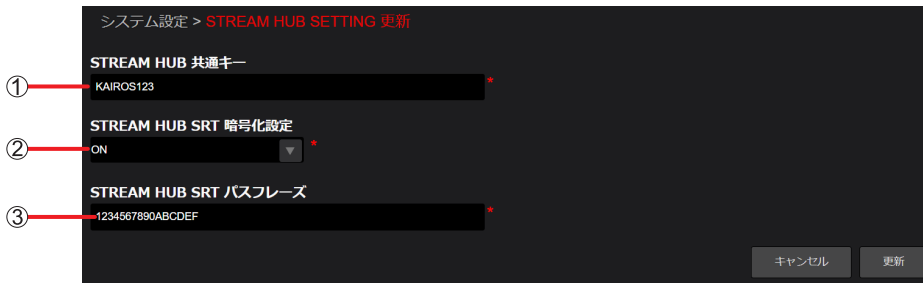 システム設定 > STREAM HUB SETTING 更新
STREAM HUB 共通キー
① KAIROS123 *
STREAM HUB SRT 暗号化設定
② ON ▼ *
STREAM HUB SRT パスフレーズ
③ 1234567890ABCDEF *
キャンセル 更新